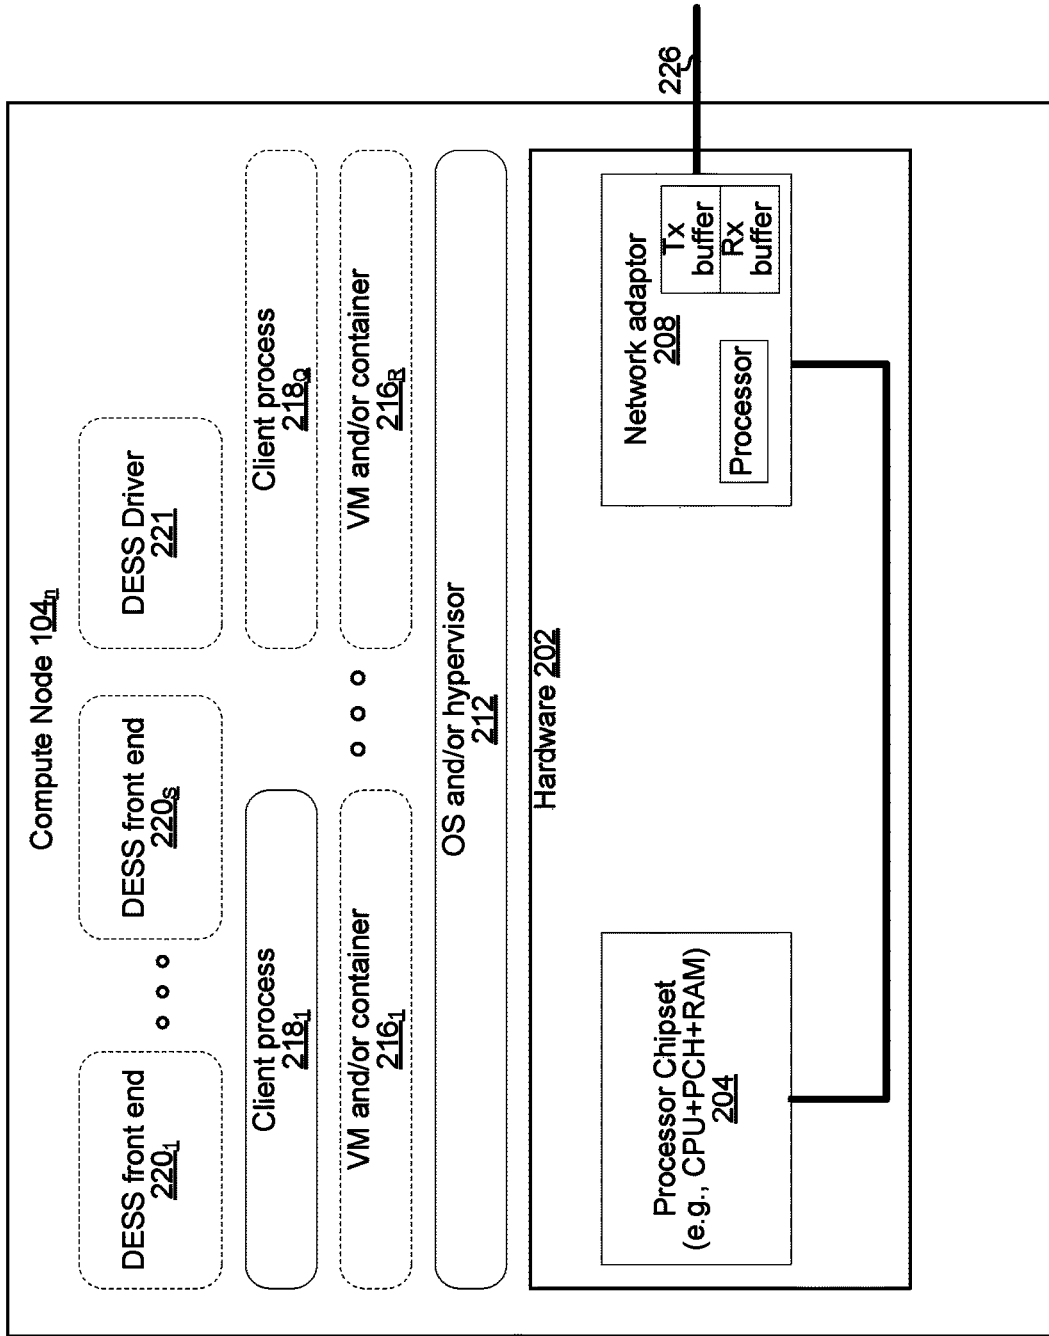 Compute Node 104n
DESS front end
220₁
DESS front end
220S
DESS Driver
221
Client process
218₁
Client process
218Q
VM and/or container
216₁
VM and/or container
216R
OS and/or hypervisor
212
Hardware 202
Processor Chipset
(e.g., CPU+PCH+RAM)
204
Network adaptor
208
Processor
Tx
buffer
Rx
buffer
226